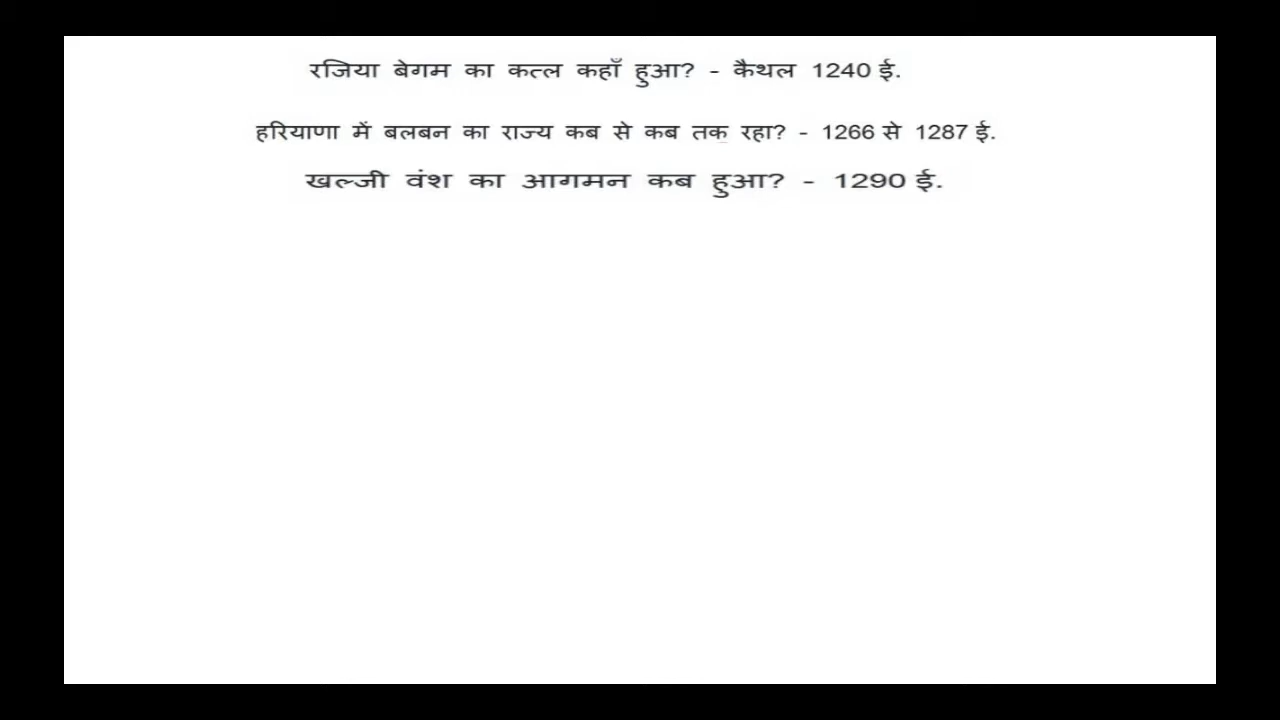 रजिया बेगम का कत्ल कहाँ हुआ? - कैथल 1240 ई.
हरियाणा में बलबन का राज्य कब से कब तक रहा? - 1266 से 1287 ई.
खल्जी वंश का आगमन कब हुआ? - 1290 ई.